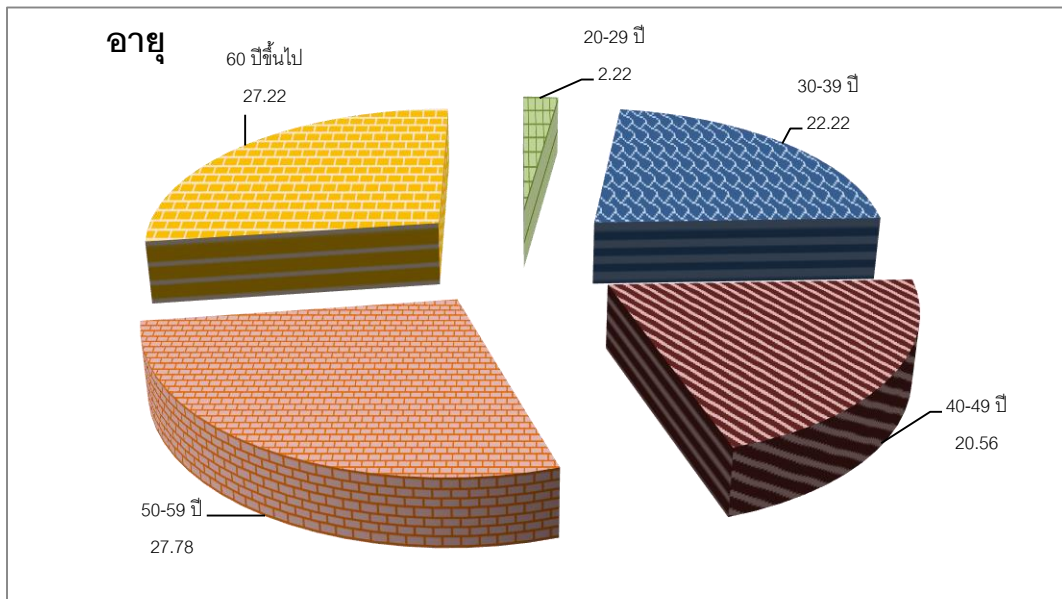 อายุ
20-29 ปี
2.22
30-39 ปี
22.22
40-49 ปี
20.56
50-59 ปี
27.78
60 ปีขึ้นไป
27.22